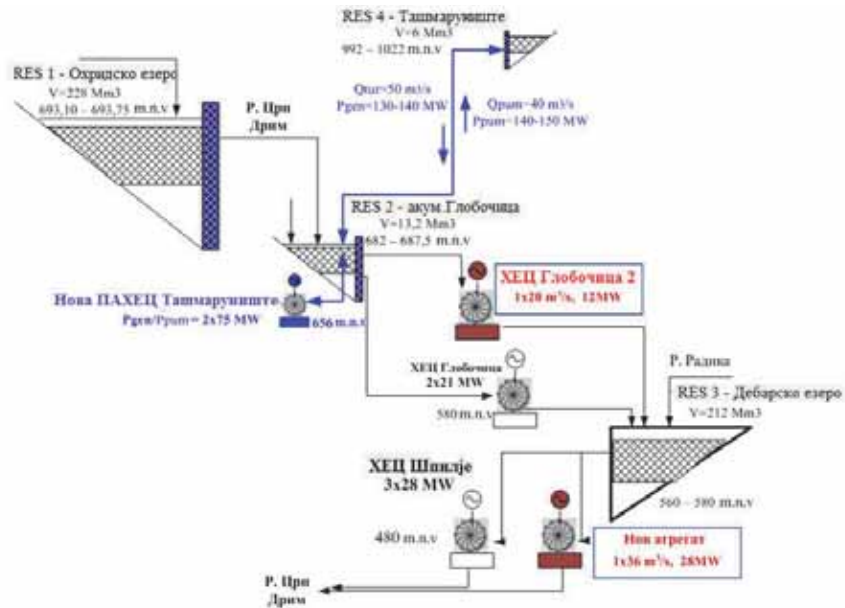 RES 4 - Ташмаруниште
V=6 Mm3
992 – 1022 m.n.v
RES 1 - Охридско езеро
V=228 Mm3
693,10 – 693,75 m.n.v
Qtur=50 m3/s
Pgen=130-140 MW
Qpum=40 m3/s
Ppum=140-150 MW
Р. Црн
Дрим
RES 2 - акум.Глобочица
V=13,2 Mm3
682 – 687,5 m.n.v
ХЕЦ Глобочица 2
1x20 m³/s, 12MW
Нова ПАХЕЦ Ташмаруниште
Pgen/Ppum = 2x75 MW
656 m.n.v
ХЕЦ Глобочица
2x21 MW
580 m.n.v
Р. Радика
RES 3 - Дебарско езеро
V=212 Mm3
ХЕЦ Шпилје
3x28 MW
560 – 580 m.n.v
480 m.n.v
Нов агрегат
1x36 m³/s, 28MW
Р. Црн
Дрим